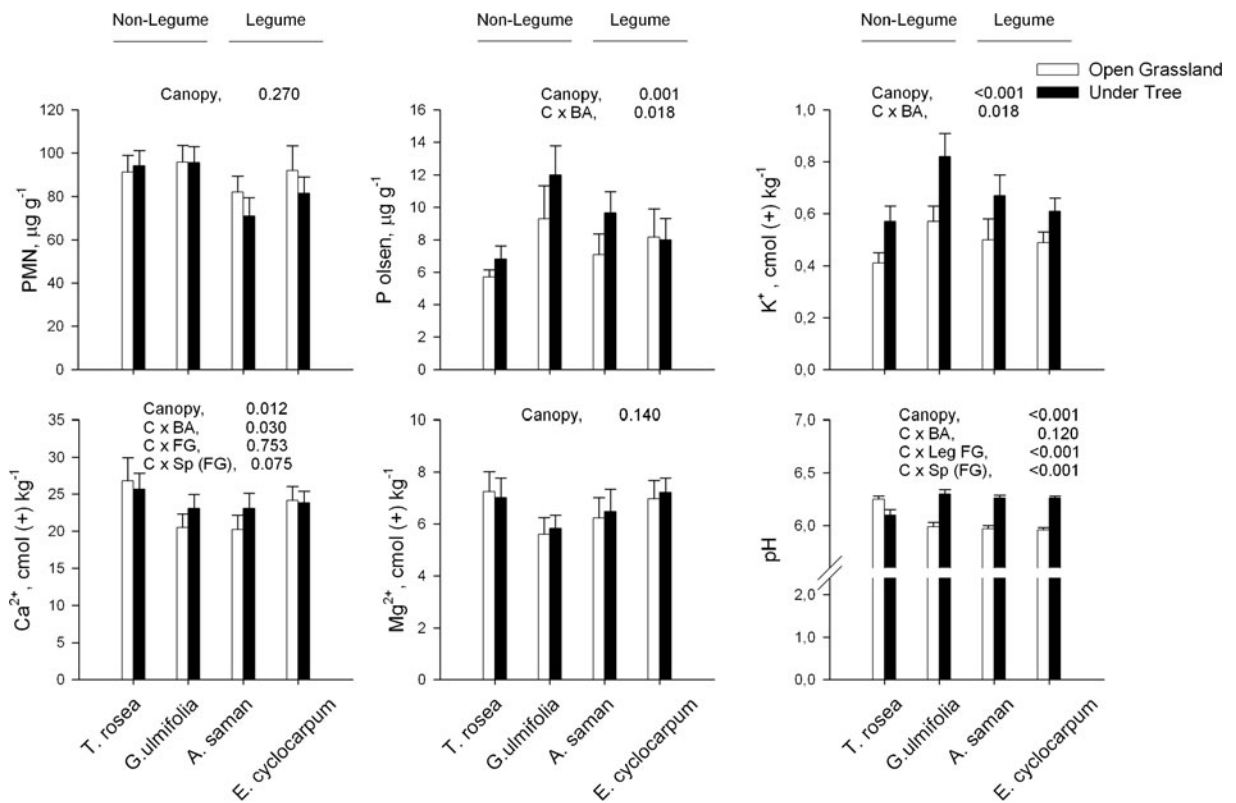 Non-Legume Legume
Non-Legume Legume
Non-Legume Legume
Open Grassland
Under Tree
Canopy, 0.270
PMN, µg g-1
120
100
80
60
40
20
0
Canopy, 0.001
C x BA, 0.018
P olsen, µg g-1
16
14
12
10
8
6
4
2
0
Canopy, <0.001
C x BA, 0.018
K+ , cmol (+) kg-1
1,0
0,8
0,6
0,4
0,2
0,0
Canopy, 0.012
C x BA, 0.030
C x FG, 0.753
C x Sp (FG), 0.075
Ca2+, cmol (+) kg-1
35
30
25
20
15
10
5
0
T. rosea
G.ulmifolia
A. saman
E. cyclocarpum
Canopy, 0.140
Mg2+, cmol (+) kg-1
10
8
6
4
2
0
T. rosea
G.ulmifolia
A. saman
E. cyclocarpum
Canopy, <0.001
C x BA, 0.120
C x Leg FG, <0.001
C x Sp (FG), <0.001
pH
7,0
6,5
6,0
2,0
0,0
T. rosea
G.ulmifolia
A. saman
E. cyclocarpum